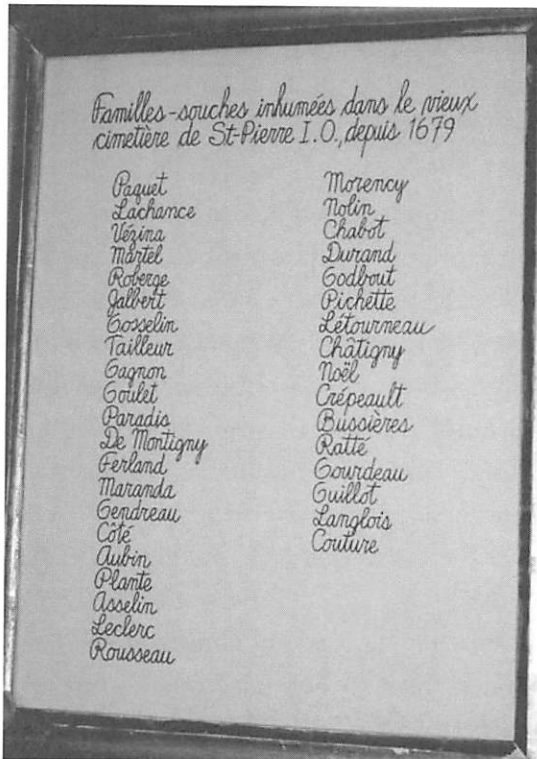 Familles-souches inhumées dans le vieux
cimetière de St-Pierre I.O., depuis 1679
Paquet
Lachance
Vézina
Martel
Roberge
Jalbert
Gosselin
Tailleur
Gagnon
Goulet
Paradis
De Montigny
Ferland
Maranda
Gendreau
Côté
Aubin
Plante
Asselin
Leclerc
Rousseau
Morency
Nolin
Chabot
Durand
Godbout
Pichette
Létourneau
Châtigny
Noël
Crépeault
Bussières
Ratté
Gourdeau
Guillot
Langlois
Couture